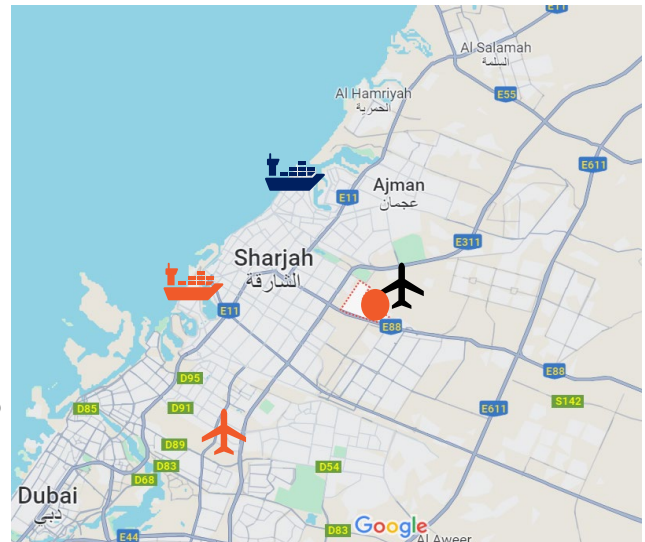 E11
Al Salamah
السلمة
Al Hamriyah
الحمرية
E55
E611
Ajman
عجمان
E11
E311
Sharjah
الشارقة
E11
E88
E88
D95
D85
D91
E611
S142
D89
D83
D68
D54
Dubai
دبي
E44
D83
Google
Al Aweer